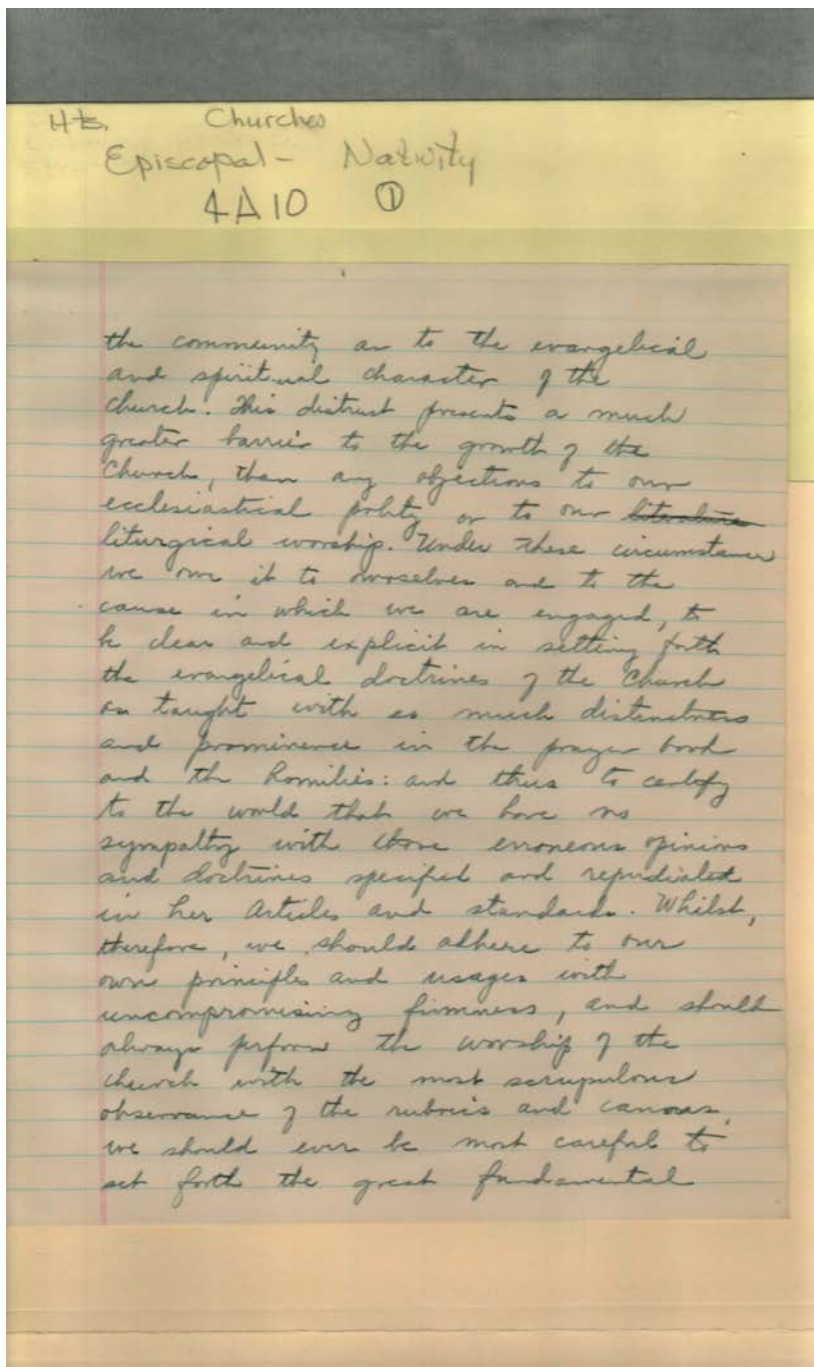 Hts. Churches
Episcopal - Nativity
4A10 ①
the community as to the evangelical
and spiritual character of the
church. This distrust presents a much
greater barrier to the growth of the
Church, than any objections to our
ecclesiastical polity or to our literature
liturgical worship. Under these circumstances
we owe it to ourselves and to the
cause in which we are engaged, to
be clear and explicit in setting forth
the evangelical doctrines of the Church
as taught with so much distinctness
and prominence in the prayer book
and the homilies: and thus to certify
to the world that we have no
sympathy with those erroneous opinions
and doctrines specified and repudiated
in her Articles and standards. Whilst,
therefore, we should adhere to our
own principles and usages with
uncompromising firmness, and should
always perform the worship of the
church with the most scrupulous
observance of the rubrics and canons,
we should ever be most careful to
set forth the great fundamental